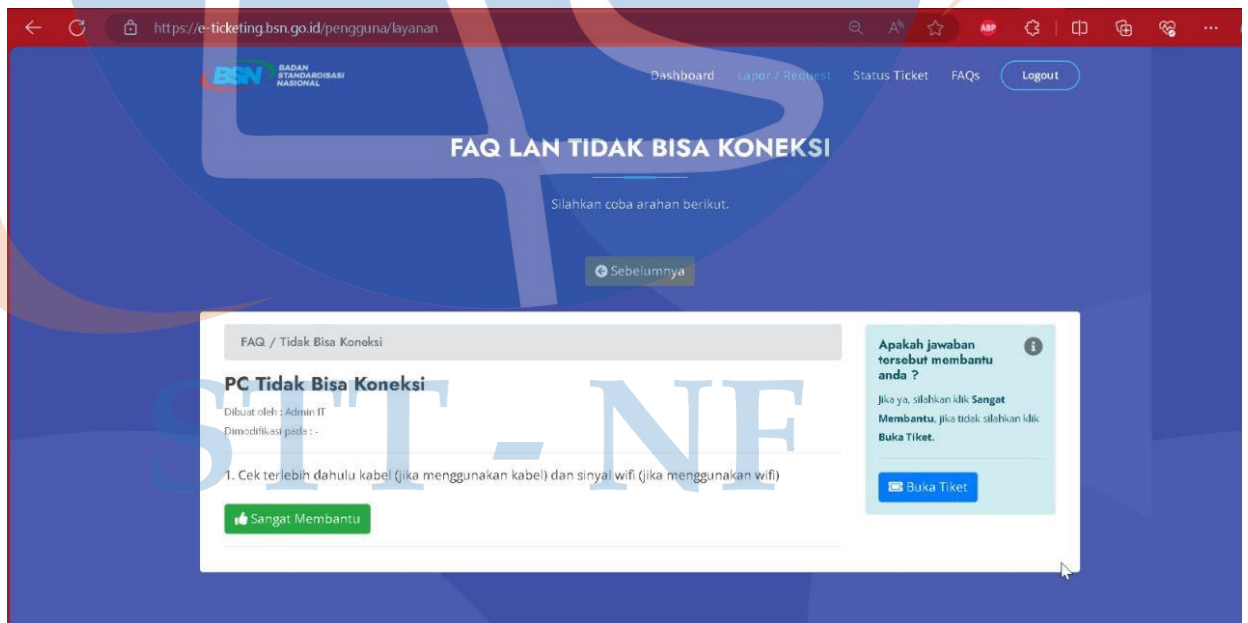 https://e-ticketing.bsn.go.id/pengguna/layanan
ABP
BSN
BADAN
STANDARDISASI
NASIONAL
Dashboard Lapor / Request Status Ticket FAQs Logout
FAQ LAN TIDAK BISA KONEKSI
Silahkan coba arahan berikut.
Sebelumnya
FAQ / Tidak Bisa Koneksi
PC Tidak Bisa Koneksi
Dibuat oleh : Admin IT
Dimodifikasi pada : -
1. Cek terlebih dahulu kabel (jika menggunakan kabel) dan sinyal wifi (jika menggunakan wifi)
Sangat Membantu
Apakah jawaban
tersebut membantu
anda ?
Jika ya, silahkan klik Sangat
Membantu, jika tidak silahkan klik
Buka Tiket.
Buka Tiket
STT - NF